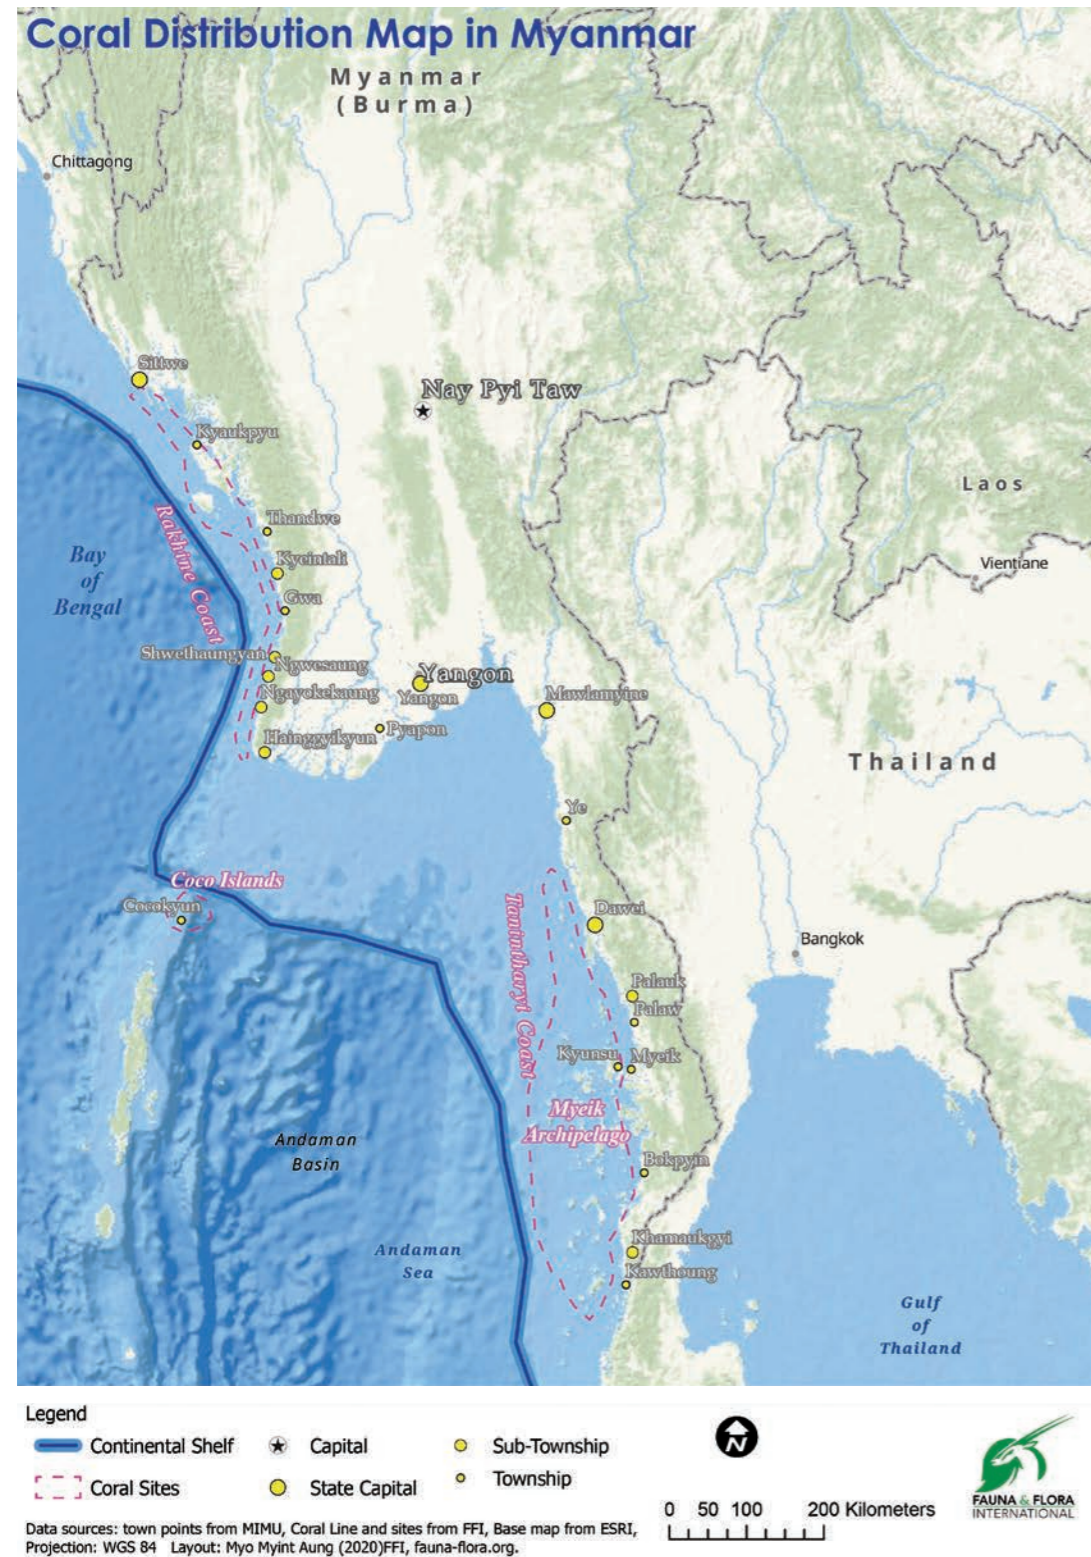 Coral Distribution Map in Myanmar
Myanmar
(Burma)
Chittagong
Sittwe
Nay Pyi Taw
Kyaukpyu
Laos
Rakhine Coast
Thandwe
Bay
of
Bengal
Kyeintali
Vientiane
Gwa
Shwethaungyan
Ngwesaung
Yangon
Yangon
Ngayokekaung
Mawlamyine
Pyapon
Hainggyikyun
Thailand
Ye
Coco Islands
Cocokyun
Tanintharyi Coast
Dawei
Bangkok
Palauk
Palaw
Kyunsu
Myeik
Myeik
Archipelago
Andaman
Basin
Bokpyin
Khamaukgyi
Andaman
Sea
Kawthoung
Gulf
of
Thailand
Legend
Continental Shelf
Capital
Sub-Township
N
Coral Sites
State Capital
Township
0 50 100 200 Kilometers
FAUNA & FLORA
INTERNATIONAL
Data sources: town points from MIMU, Coral Line and sites from FFI, Base map from ESRI,
Projection: WGS 84 Layout: Myo Myint Aung (2020)FFI, fauna-flora.org.